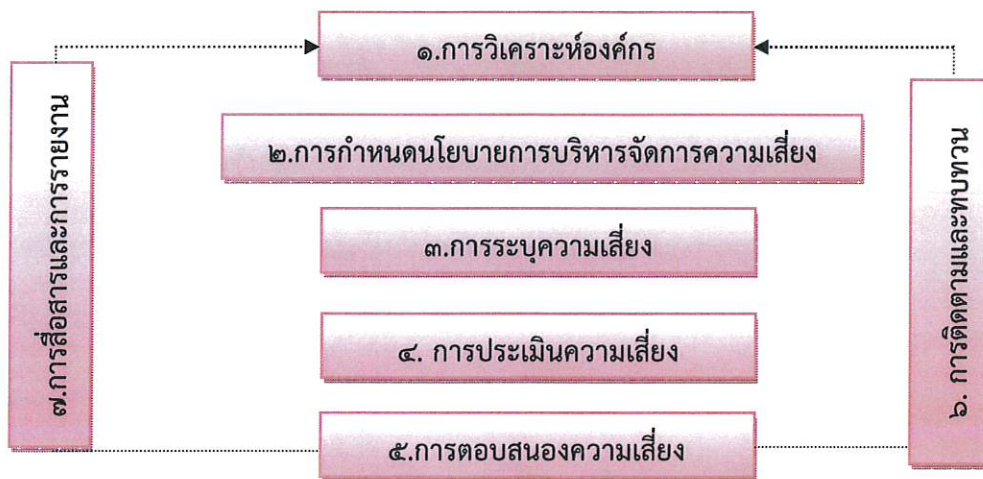 ๑.การวิเคราะห์องค์กร
๒.การกำหนดนโยบายการบริหารจัดการความเสี่ยง
๓.การระบุความเสี่ยง
๔. การประเมินความเสี่ยง
๕.การตอบสนองความเสี่ยง
๖. การติดตามและทบทวน
๗.การสื่อสารและการรายงาน